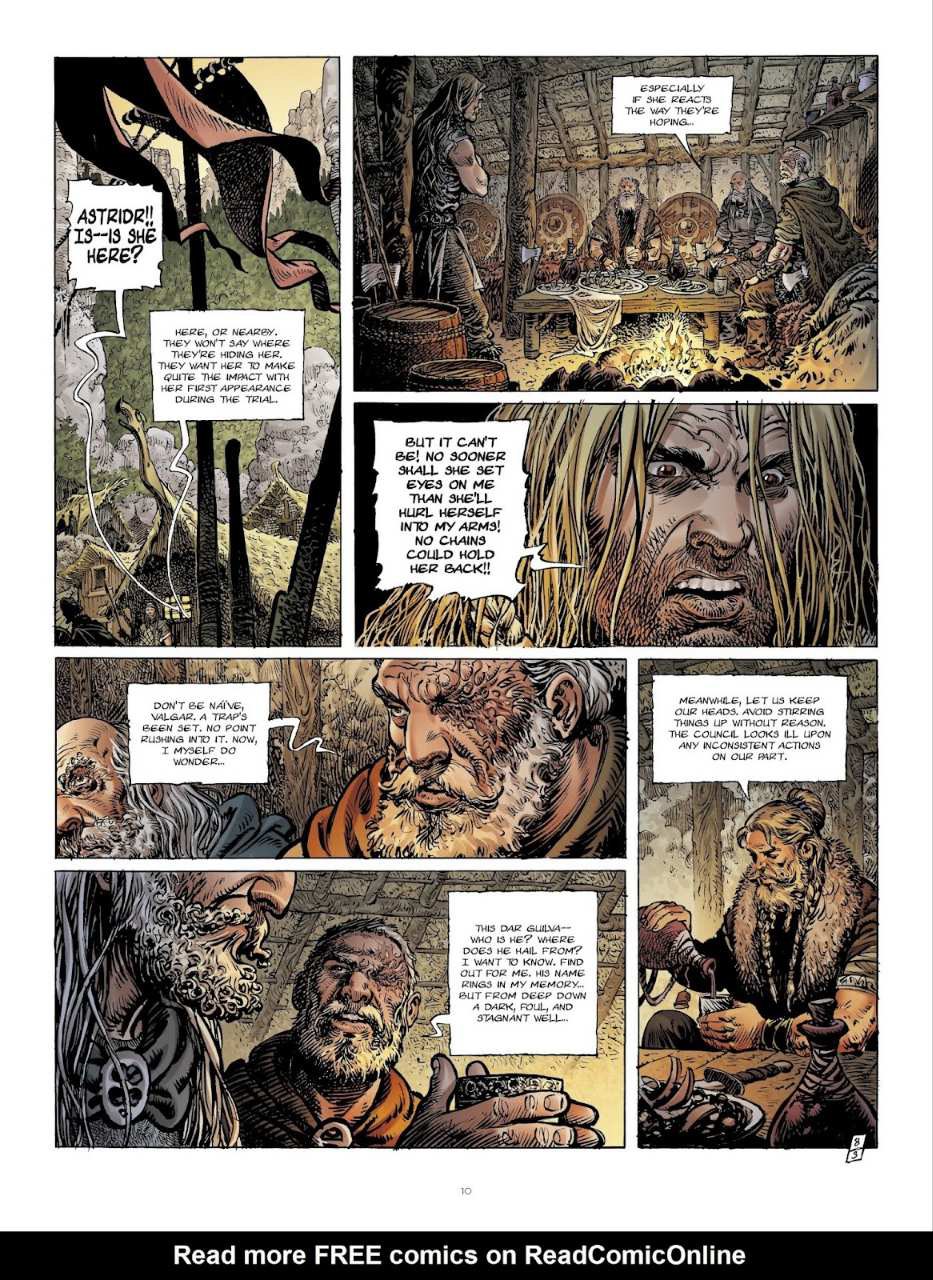 ASTRIDR!!
IS--IS SHE
HERE?
HERE, OR NEARBY.
THEY WON'T SAY WHERE
THEY'RE HIDING HER.
THEY WANT HER TO MAKE
QUITE THE IMPACT WITH
HER FIRST APPEARANCE
DURING THE TRIAL.
ESPECIALLY
IF SHE REACTS
THE WAY THEY'RE
HOPING...
BUT IT CAN'T
BE! NO SOONER
SHALL SHE SET
EYES ON ME
THAN SHE'LL
HURL HERSELF
INTO MY ARMS!
NO CHAINS
COULD HOLD
HER BACK!!
DON'T BE NAÏVE,
VALGAR. A TRAP'S
BEEN SET. NO POINT
RUSHING INTO IT. NOW,
I MYSELF DO
WONDER...
THIS DAR GUILVA--
WHO IS HE? WHERE
DOES HE HAIL FROM?
I WANT TO KNOW. FIND
OUT FOR ME. HIS NAME
RINGS IN MY MEMORY...
BUT FROM DEEP DOWN
A DARK, FOUL, AND
STAGNANT WELL...
MEANWHILE, LET US KEEP
OUR HEADS. AVOID STIRRING
THINGS UP WITHOUT REASON.
THE COUNCIL LOOKS ILL UPON
ANY INCONSISTENT ACTIONS
ON OUR PART.
8
3
10
Read more FREE comics on ReadComicOnline